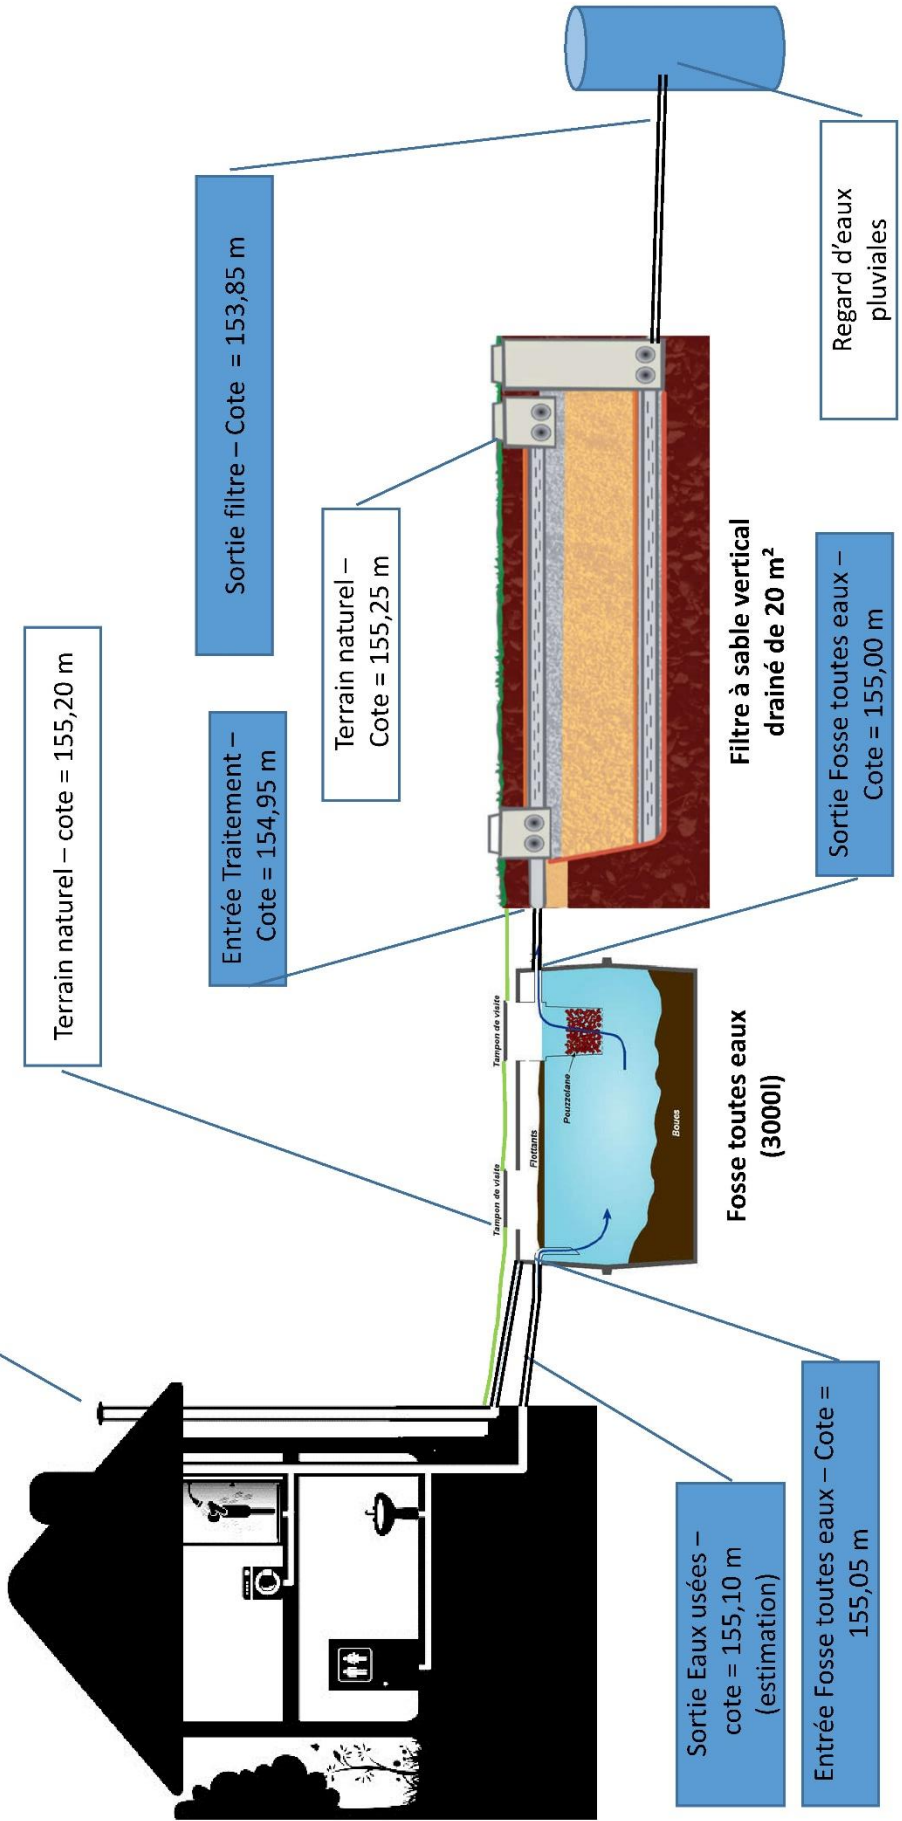 Terrain naturel – cote = 155,20 m
Entrée Traitement –
Cote = 154,95 m
Sortie filtre – Cote = 153,85 m
Terrain naturel –
Cote = 155,25 m
Tampon de visite
Tampon de visite
Flottants
Pouzzolane
Boues
Fosse toutes eaux
(3000l)
Filtre à sable vertical
drainé de 20 m²
Sortie Eaux usées –
cote = 155,10 m
(estimation)
Entrée Fosse toutes eaux – Cote =
155,05 m
Sortie Fosse toutes eaux –
Cote = 155,00 m
Regard d'eaux
pluviales